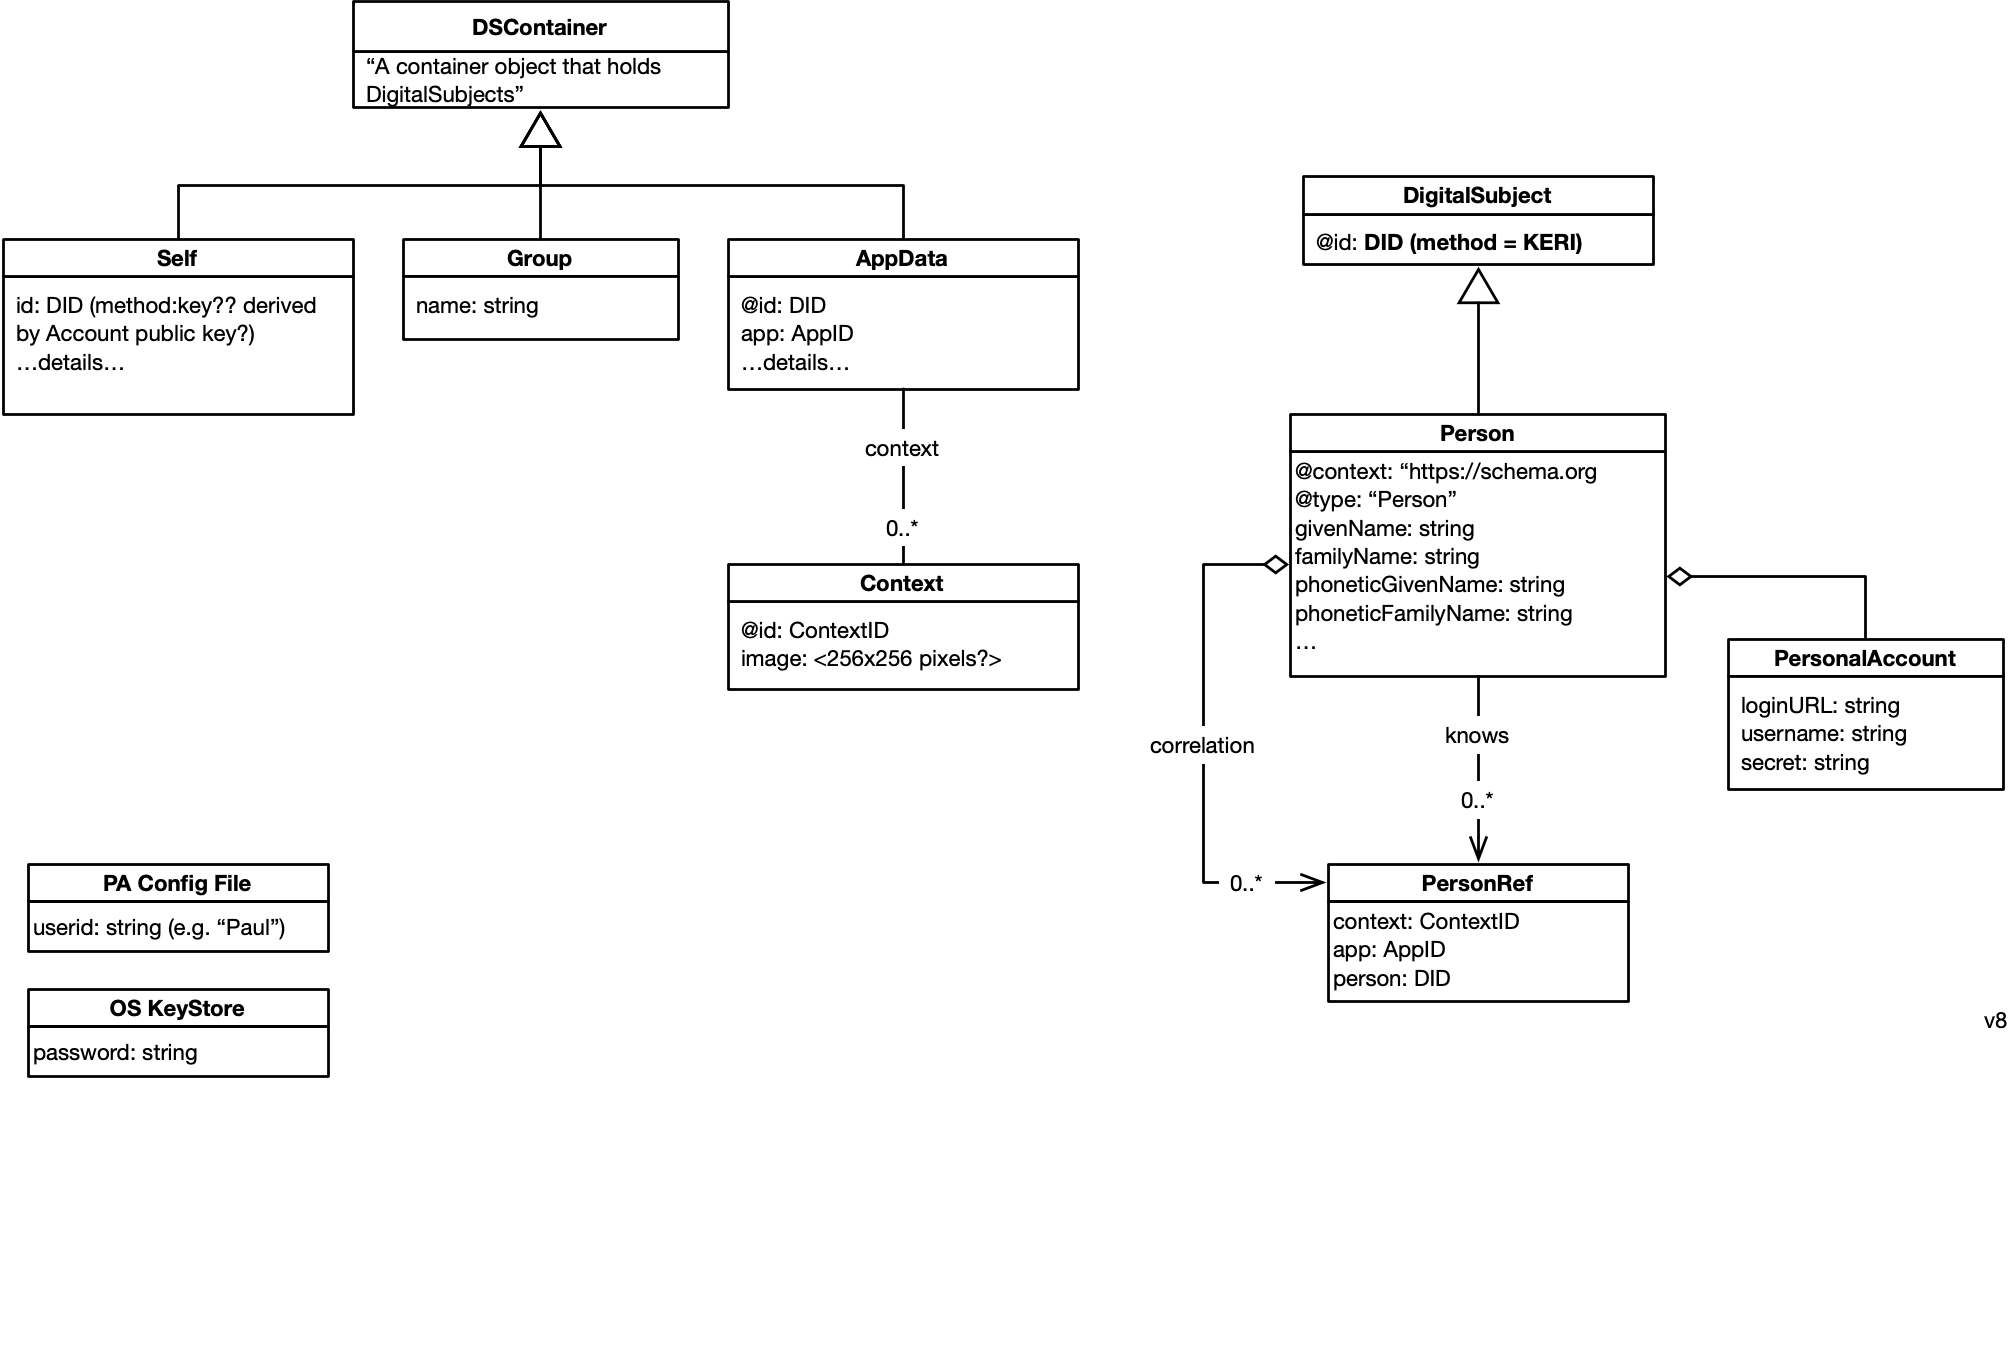 DSContainer
“A container object that holds
DigitalSubjects”
Self
id: DID (method:key?? derived
by Account public key?)
…details…
Group
name: string
AppData
@id: DID
app: AppID
…details…
context
0..*
Context
@id: ContextID
image: <256x256 pixels?>
DigitalSubject
@id: DID (method = KERI)
Person
@context: “https://schema.org
@type: “Person”
givenName: string
familyName: string
phoneticGivenName: string
phoneticFamilyName: string
…
PersonalAccount
loginURL: string
username: string
secret: string
correlation
0..*
knows
0..*
PersonRef
context: ContextID
app: AppID
person: DID
PA Config File
userid: string (e.g. “Paul”)
OS KeyStore
password: string
v8